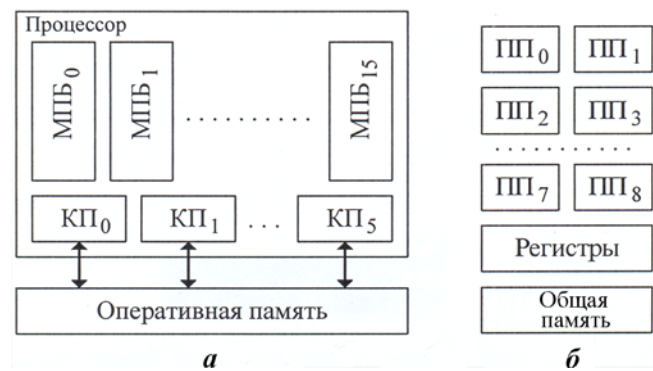 Процессор
МПБ0 МПБ1 .......... МПБ15
КП0 КП1 ... КП5
Оперативная память
а
ПП0 ПП1
ПП2 ПП3
..............
ПП7 ПП8
Регистры
Общая
память
б